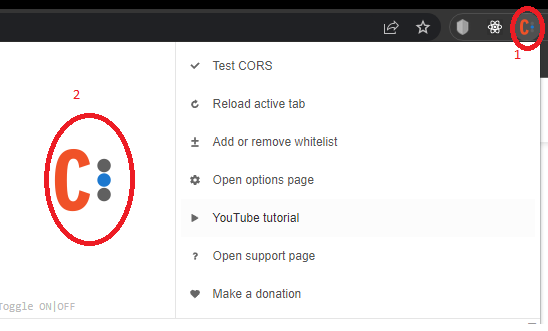 1
Test CORS
2
Reload active tab
Add or remove whitelist
Open options page
YouTube tutorial
Open support page
Make a donation
Toggle ON|OFF